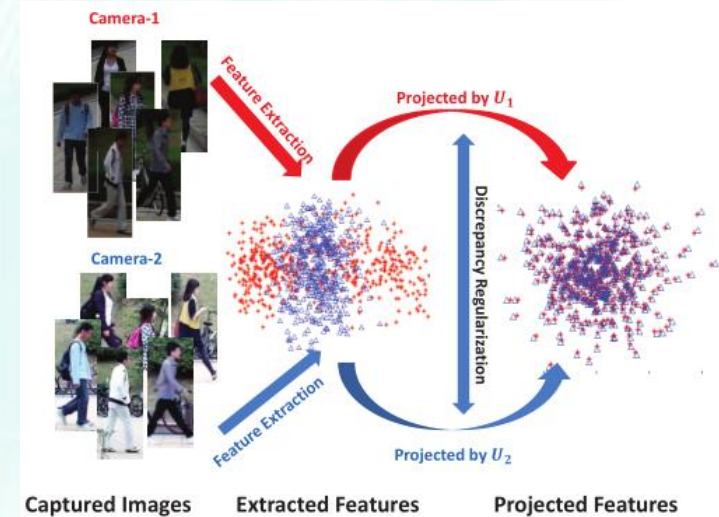 Camera-1
Feature Extraction
Projected by U₁
Discrepancy Regularization
Camera-2
Feature Extraction
Projected by U₂
Captured Images
Extracted Features
Projected Features